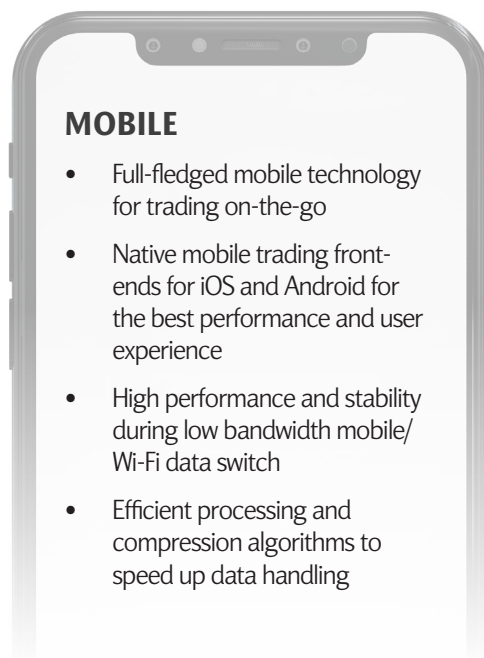 MOBILE
• Full-fledged mobile technology
for trading on-the-go
• Native mobile trading front-
ends for iOS and Android for
the best performance and user
experience
• High performance and stability
during low bandwidth mobile/
Wi-Fi data switch
• Efficient processing and
compression algorithms to
speed up data handling